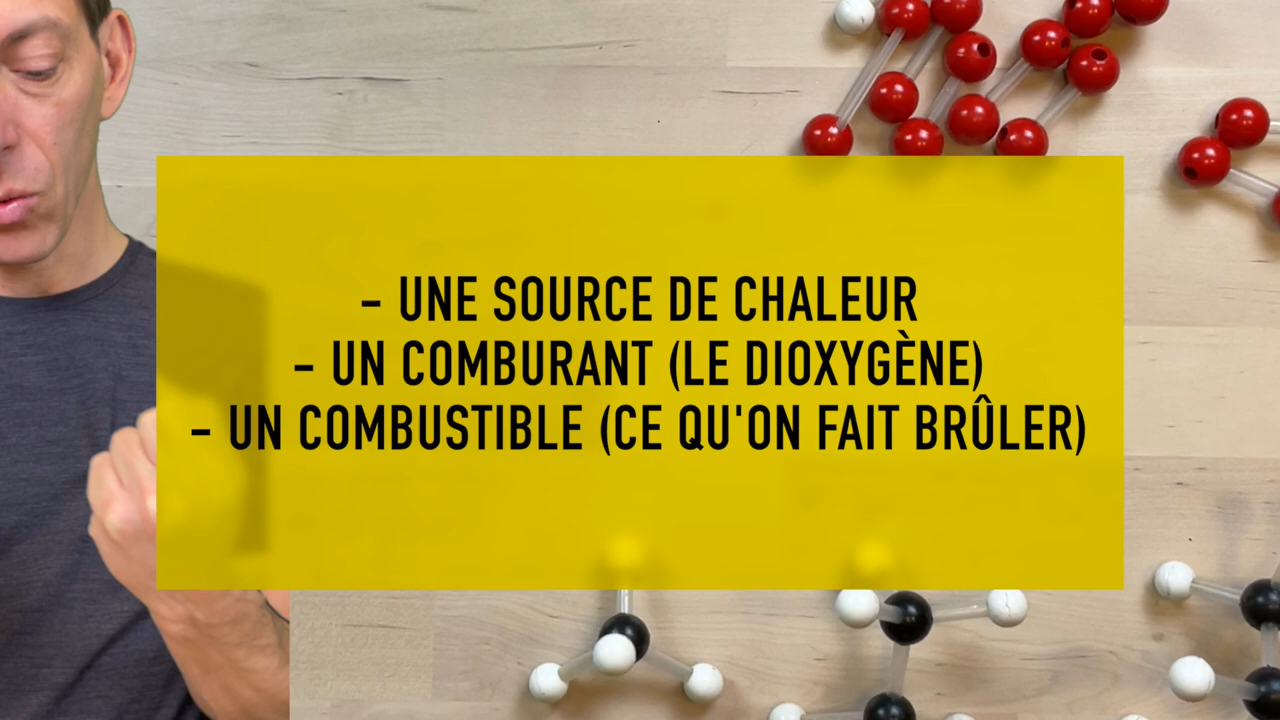 - UNE SOURCE DE CHALEUR
- UN COMBURANT (LE DIOXYGÈNE)
- UN COMBUSTIBLE (CE QU'ON FAIT BRÛLER)